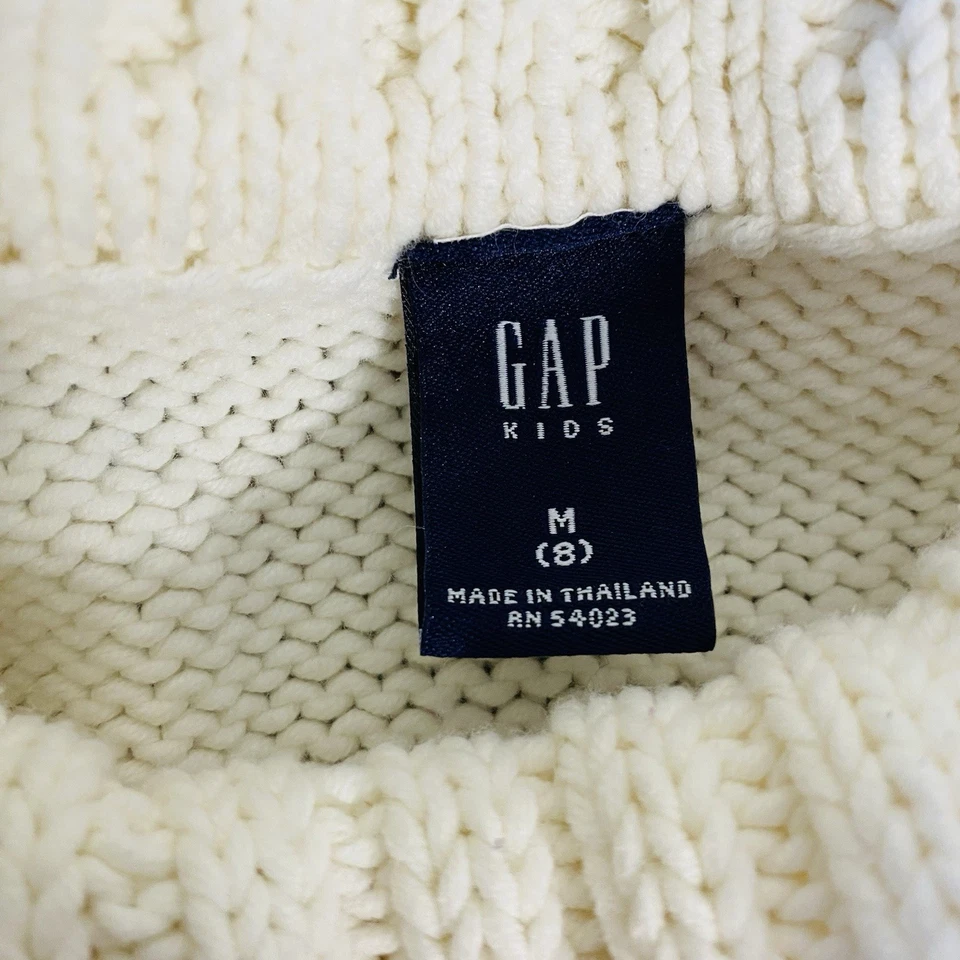 GAP
KIDS
M
(8)
MADE IN THAILAND
RN 54023